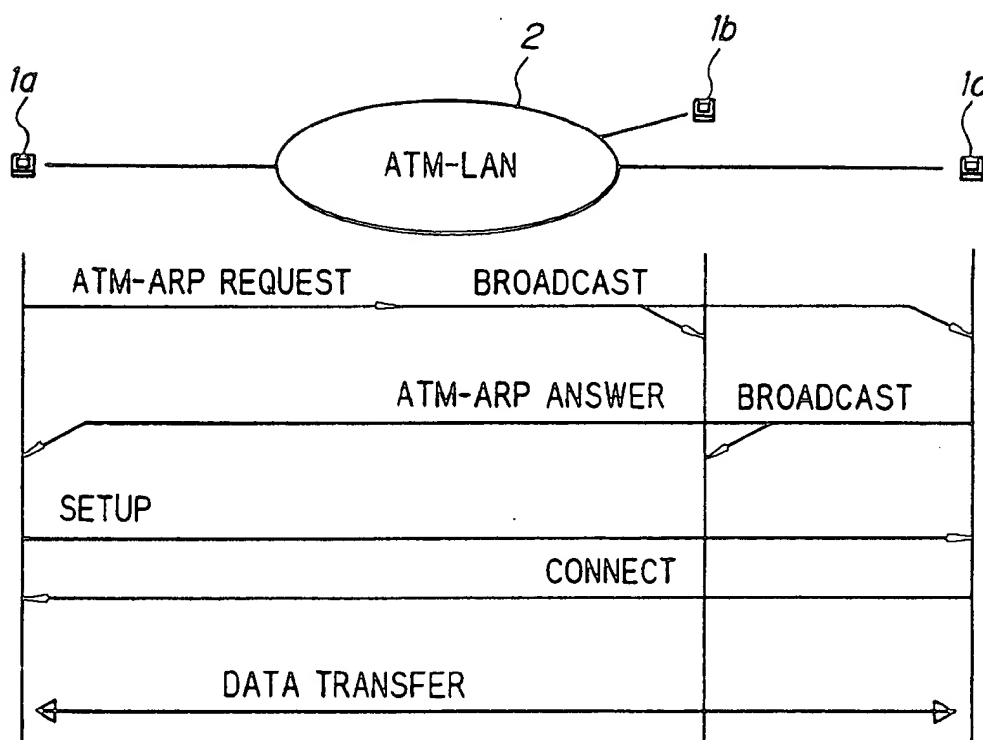 2
1b
1a
1c
ATM-LAN
ATM-ARP REQUEST BROADCAST
ATM-ARP ANSWER BROADCAST
SETUP
CONNECT
DATA TRANSFER